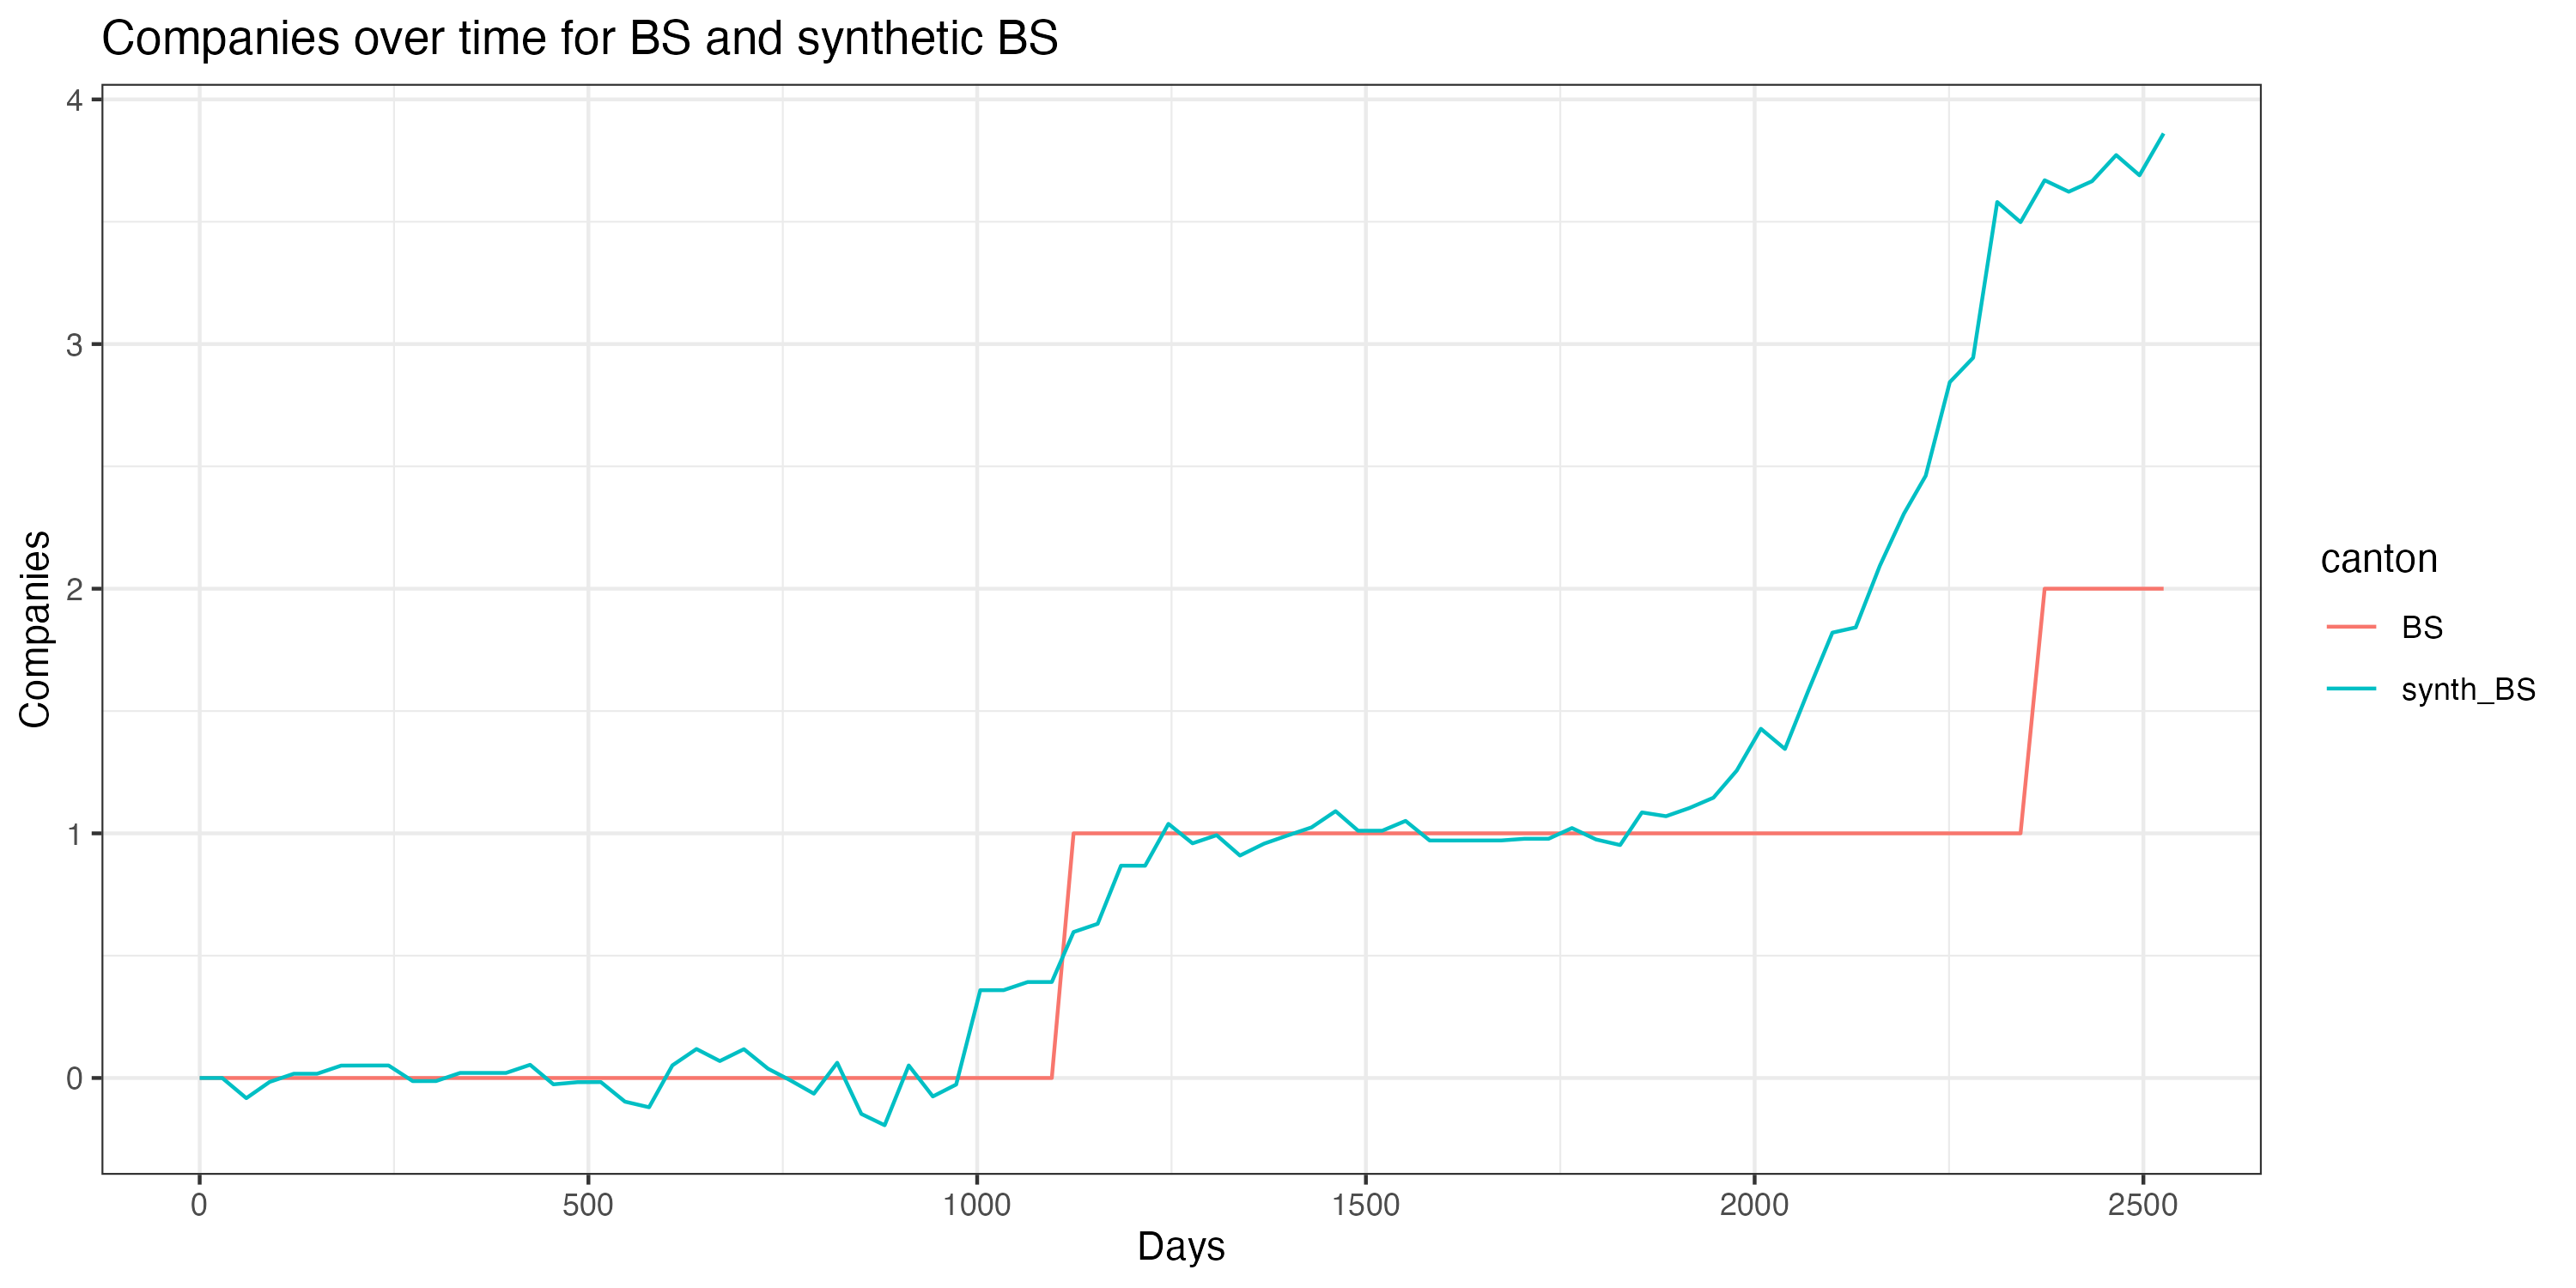 Companies over time for BS and synthetic BS
4
3
2
1
0
Companies
0 500 1000 1500 2000 2500
Days
canton
BS
synth_BS